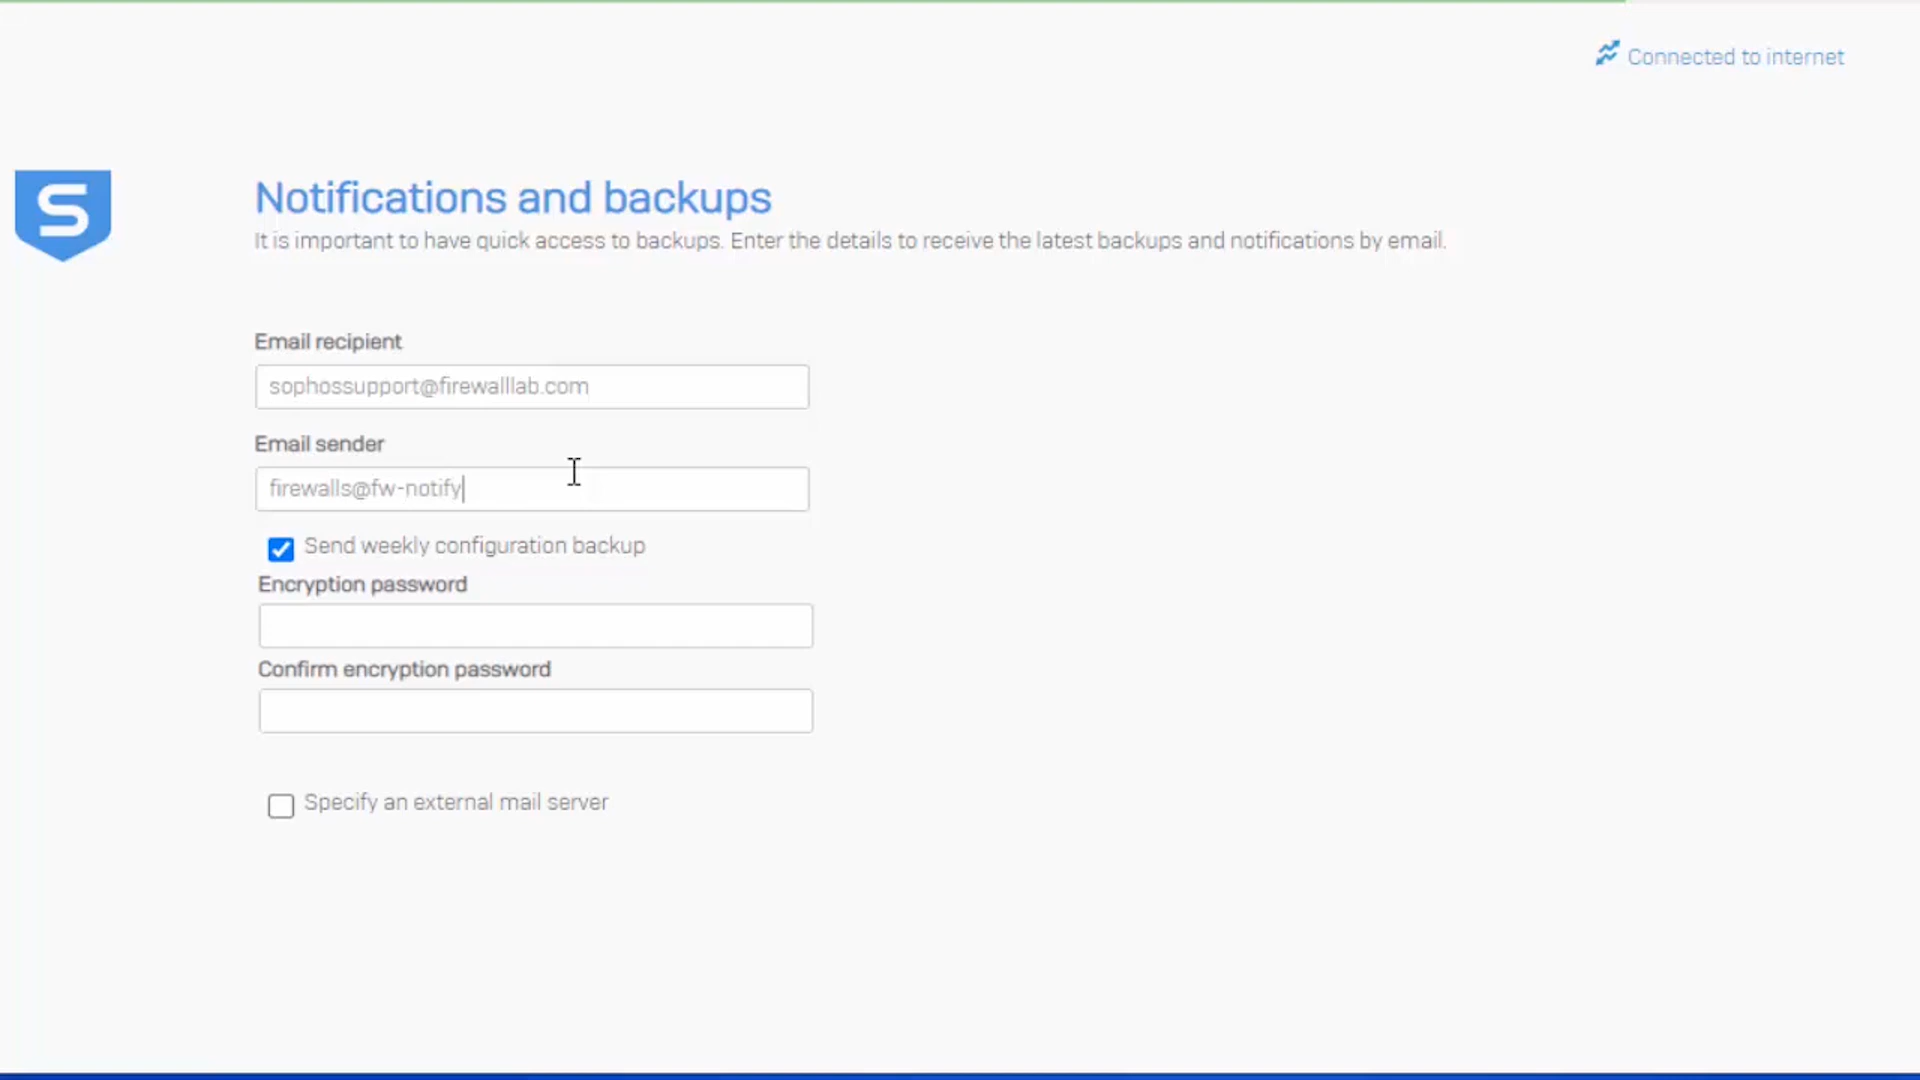 Connected to internet
S
Notifications and backups
It is important to have quick access to backups. Enter the details to receive the latest backups and notifications by email.
Email recipient
sophossupport@firewalllab.com
Email sender
firewalls@fw-notify
Send weekly configuration backup
Encryption password
Confirm encryption password
Specify an external mail server